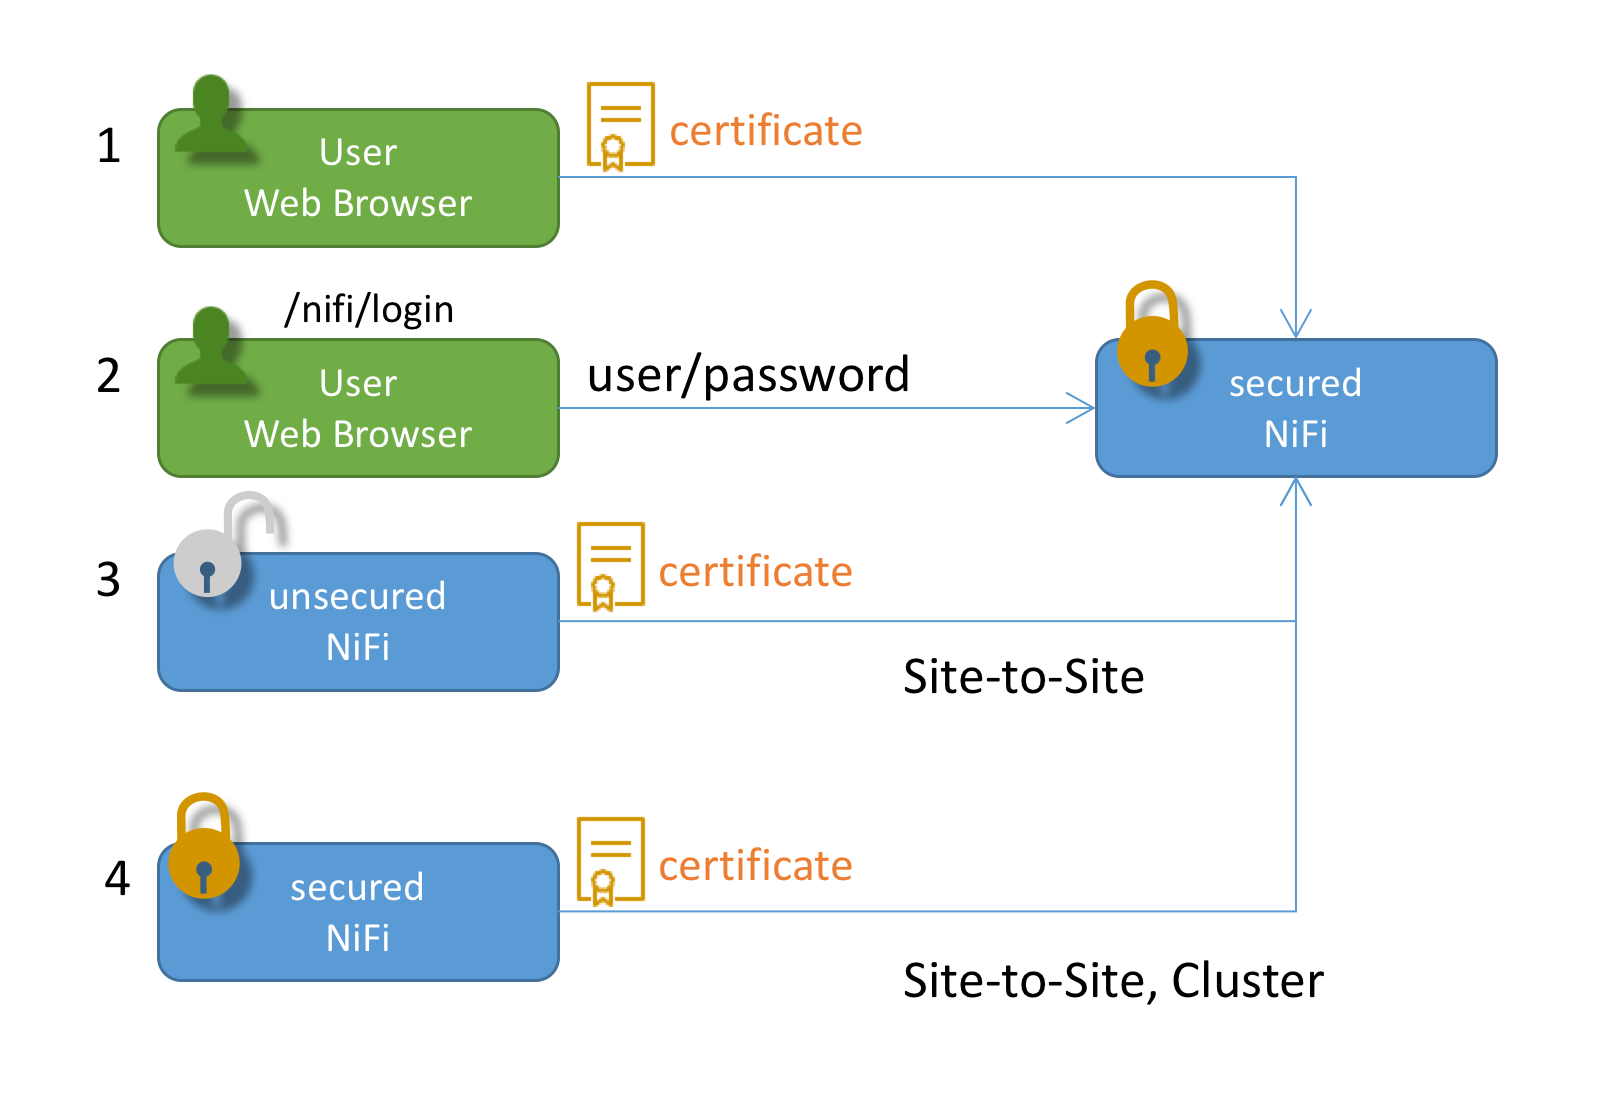 1
User
Web Browser
certificate
/nifi/login
2
User
Web Browser
user/password
secured
NiFi
3
unsecured
NiFi
certificate
Site-to-Site
4
secured
NiFi
certificate
Site-to-Site, Cluster